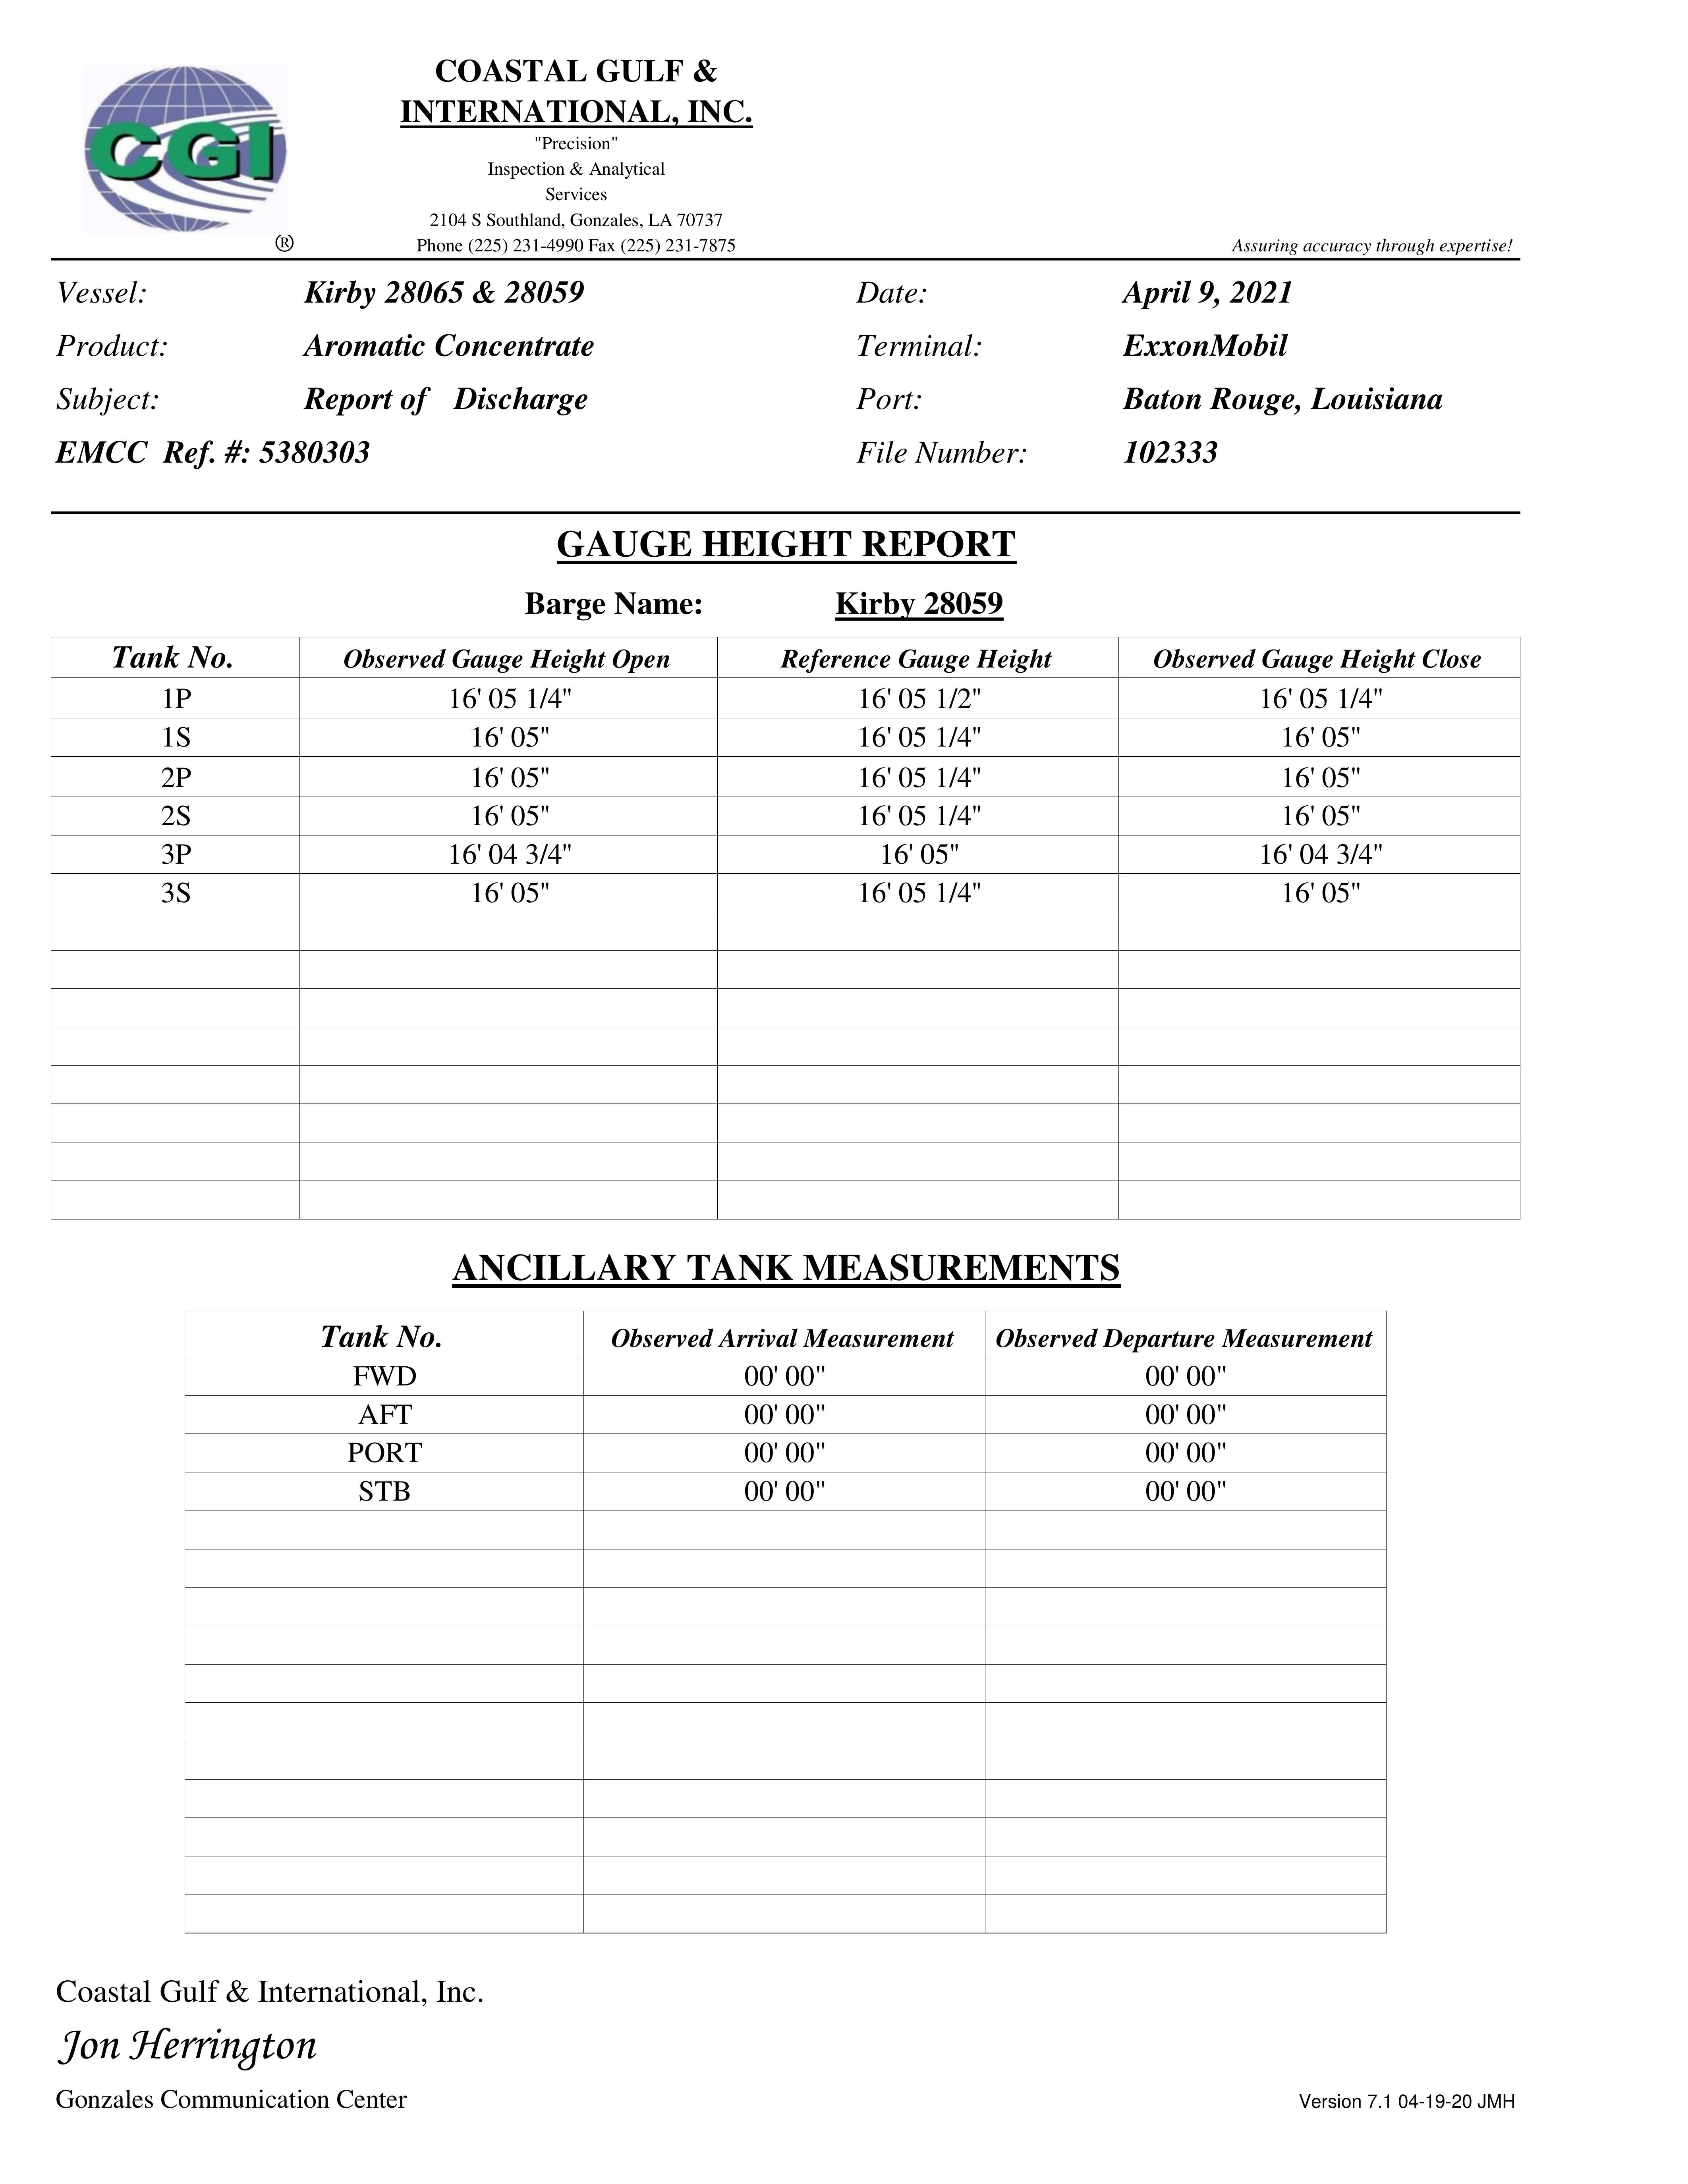 CGI
®
COASTAL GULF &
INTERNATIONAL, INC.
"Precision"
Inspection & Analytical
Services
2104 S Southland, Gonzales, LA 70737
Phone (225) 231-4990 Fax (225) 231-7875
Assuring accuracy through expertise!
Vessel: Kirby 28065 & 28059 Date: April 9, 2021
Product: Aromatic Concentrate Terminal: ExxonMobil
Subject: Report of Discharge Port: Baton Rouge, Louisiana
EMCC Ref. #: 5380303 File Number: 102333
GAUGE HEIGHT REPORT
Barge Name: Kirby 28059
Tank No. Observed Gauge Height Open Reference Gauge Height Observed Gauge Height Close
1P 16' 05 1/4" 16' 05 1/2" 16' 05 1/4"
1S 16' 05" 16' 05 1/4" 16' 05"
2P 16' 05" 16' 05 1/4" 16' 05"
2S 16' 05" 16' 05 1/4" 16' 05"
3P 16' 04 3/4" 16' 05" 16' 04 3/4"
3S 16' 05" 16' 05 1/4" 16' 05"
ANCILLARY TANK MEASUREMENTS
Tank No. Observed Arrival Measurement Observed Departure Measurement
FWD 00' 00" 00' 00"
AFT 00' 00" 00' 00"
PORT 00' 00" 00' 00"
STB 00' 00" 00' 00"
Coastal Gulf & International, Inc.
Jon Herrington
Gonzales Communication Center
Version 7.1 04-19-20 JMH